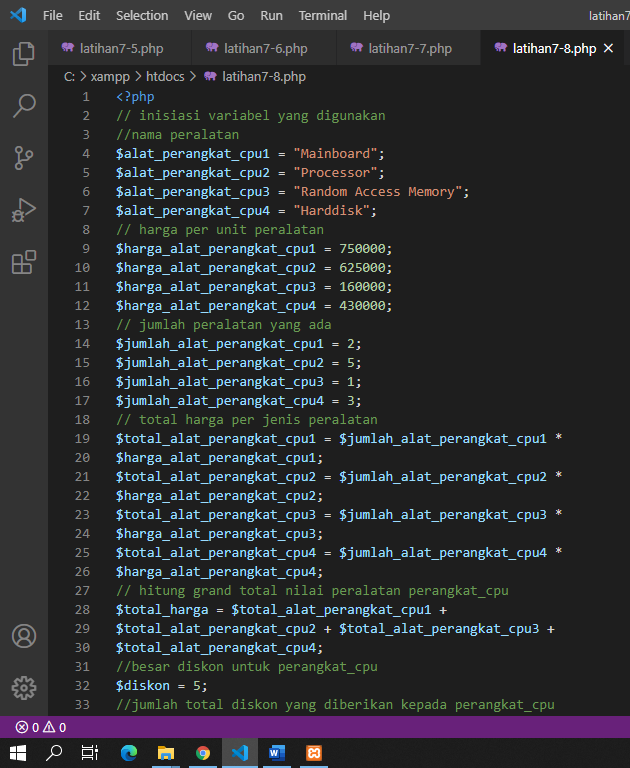 File Edit Selection View Go Run Terminal Help latihan7
latihan7-5.php latihan7-6.php latihan7-7.php latihan7-8.php
C: > xampp > htdocs > latihan7-8.php
1 <?php
2 // inisiasi variabel yang digunakan
3 //nama peralatan
4 $alat_perangkat_cpu1 = "Mainboard";
5 $alat_perangkat_cpu2 = "Processor";
6 $alat_perangkat_cpu3 = "Random Access Memory";
7 $alat_perangkat_cpu4 = "Harddisk";
8 // harga per unit peralatan
9 $harga_alat_perangkat_cpu1 = 750000;
10 $harga_alat_perangkat_cpu2 = 625000;
11 $harga_alat_perangkat_cpu3 = 160000;
12 $harga_alat_perangkat_cpu4 = 430000;
13 // jumlah peralatan yang ada
14 $jumlah_alat_perangkat_cpu1 = 2;
15 $jumlah_alat_perangkat_cpu2 = 5;
16 $jumlah_alat_perangkat_cpu3 = 1;
17 $jumlah_alat_perangkat_cpu4 = 3;
18 // total harga per jenis peralatan
19 $total_alat_perangkat_cpu1 = $jumlah_alat_perangkat_cpu1 *
20 $harga_alat_perangkat_cpu1;
21 $total_alat_perangkat_cpu2 = $jumlah_alat_perangkat_cpu2 *
22 $harga_alat_perangkat_cpu2;
23 $total_alat_perangkat_cpu3 = $jumlah_alat_perangkat_cpu3 *
24 $harga_alat_perangkat_cpu3;
25 $total_alat_perangkat_cpu4 = $jumlah_alat_perangkat_cpu4 *
26 $harga_alat_perangkat_cpu4;
27 // hitung grand total nilai peralatan perangkat_cpu
28 $total_harga = $total_alat_perangkat_cpu1 +
29 $total_alat_perangkat_cpu2 + $total_alat_perangkat_cpu3 +
30 $total_alat_perangkat_cpu4;
31 //besar diskon untuk perangkat_cpu
32 $diskon = 5;
33 //jumlah total diskon yang diberikan kepada perangkat_cpu
0 0